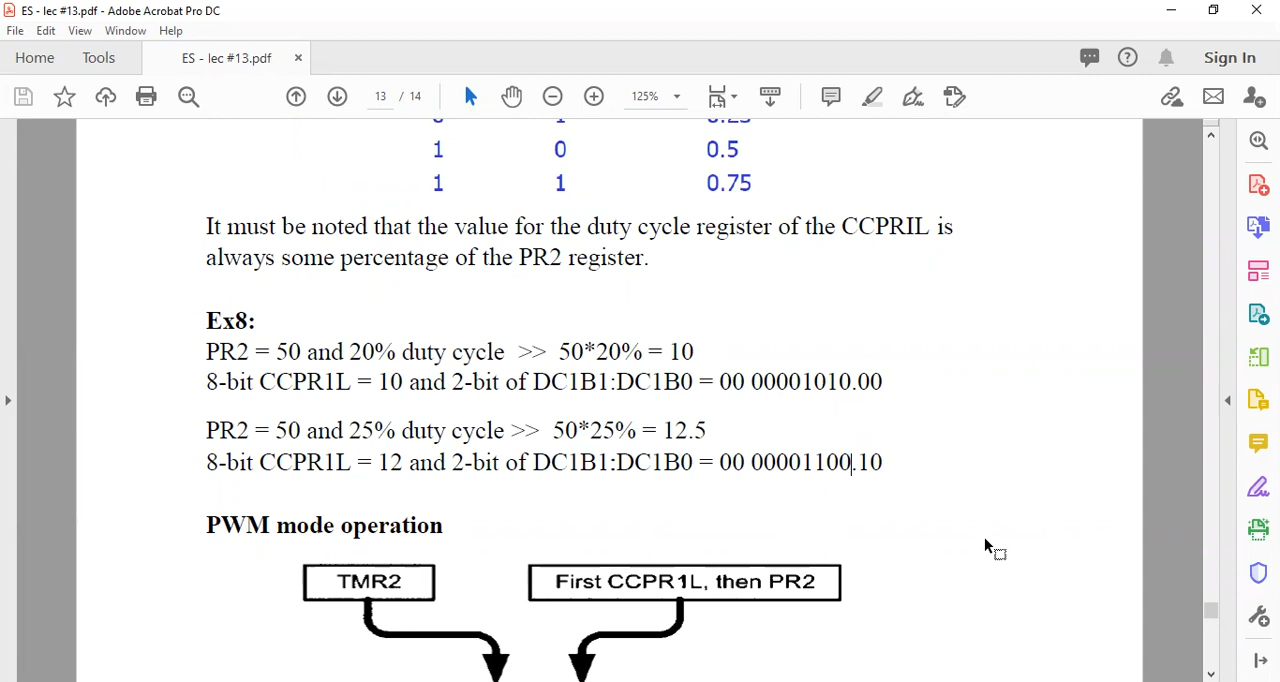 ES - lec #13.pdf - Adobe Acrobat Pro DC
File Edit View Window Help
Home Tools ES - lec #13.pdf × Sign In
13 / 14 125%
1 0 0.5
1 1 0.75
It must be noted that the value for the duty cycle register of the CCPRIL is
always some percentage of the PR2 register.
Ex8:
PR2 = 50 and 20% duty cycle >> 50*20% = 10
8-bit CCPR1L = 10 and 2-bit of DC1B1:DC1B0 = 00 00001010.00
PR2 = 50 and 25% duty cycle >> 50*25% = 12.5
8-bit CCPR1L = 12 and 2-bit of DC1B1:DC1B0 = 00 00001100.10
PWM mode operation
TMR2 First CCPR1L, then PR2